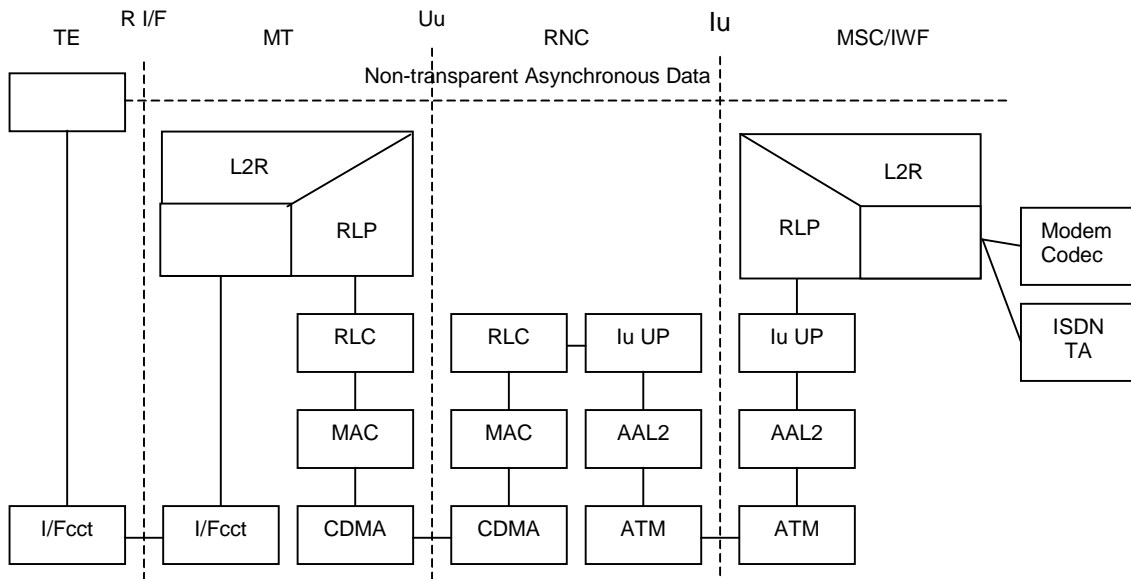 R I/F
Uu
Iu
TE
MT
RNC
MSC/IWF
Non-transparent Asynchronous Data
L2R
RLP
L2R
RLP
Modem
Codec
ISDN
TA
RLC
RLC
Iu UP
Iu UP
MAC
MAC
AAL2
AAL2
I/Fcct
I/Fcct
CDMA
CDMA
ATM
ATM